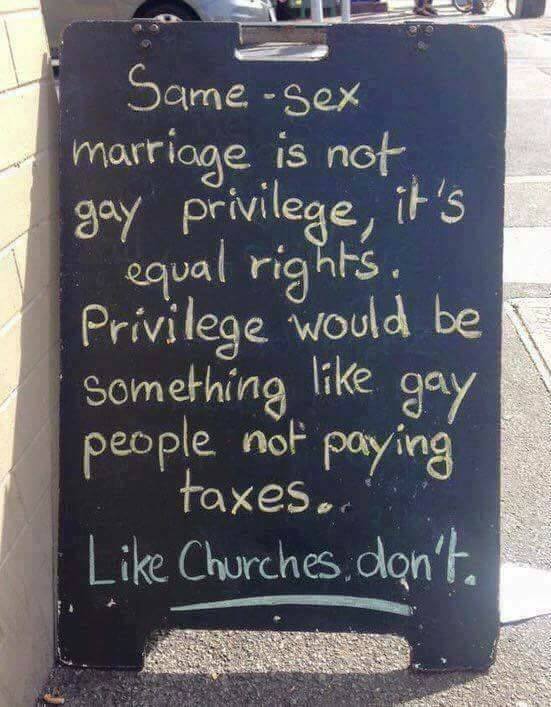 Same-sex
marriage is not
gay privilege, it's
equal rights.
Privilege would be
something like gay
people not paying
taxes..
Like Churches. don't.